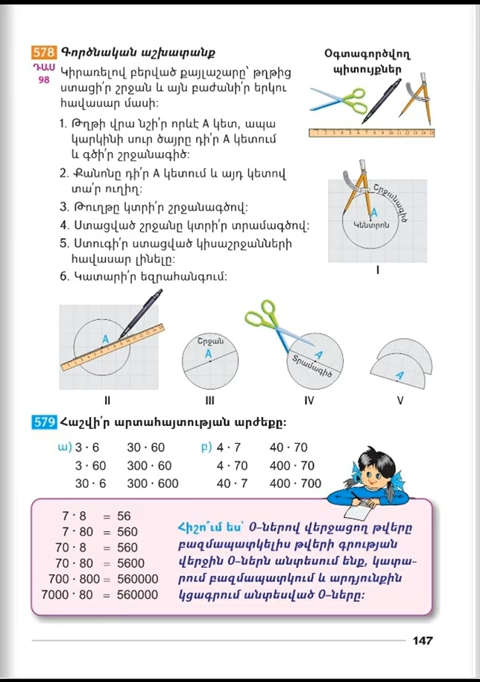 578 Գործնական աշխատանք
ԴԱՍ
98
Կիրառելով բերված քայլաշարը՝ թղթից
ստացի՛ր շրջան և այն բաժանի՛ր երկու
հավասար մասի:
Օգտագործվող
պիտույքներ
1. Թղթի վրա նշի՛ր որևէ A կետ, ապա
կարկինի սուր ծայրը դի՛ր A կետում
և գծի՛ր շրջանագիծ:
2. Քանոնը դի՛ր A կետում և այդ կետով
տա՛ր ուղիղ:
3. Թուղթը կտրի՛ր շրջանագծով:
4. Ստացված շրջանը կտրի՛ր տրամագծով:
5. Ստուգի՛ր ստացված կիսաշրջանների
հավասար լինելը:
6. Կատարի՛ր եզրահանգում:
Շրջանագիծ
A
Կենտրոն
I
A
II
Շրջան
A
III
A
Տրամագիծ
IV
A
V
579 Հաշվի՛ր արտահայտության արժեքը:
ա) 3 · 6 30 · 60 բ) 4 · 7 40 · 70
3 · 60 300 · 60 4 · 70 400 · 70
30 · 6 300 · 600 40 · 7 400 · 700
7 · 8 = 56
7 · 80 = 560
70 · 8 = 560
70 · 80 = 5600
700 · 800 = 560000
7000 · 80 = 560000
Հիշո՞ւմ ես՝ 0-ներով վերջացող թվերը
բազմապատկելիս թվերի գրության
վերջին 0-ներն անտեսում ենք, կատա-
րում բազմապատկում և արդյունքին
կցագրում անտեսված 0-ները:
147